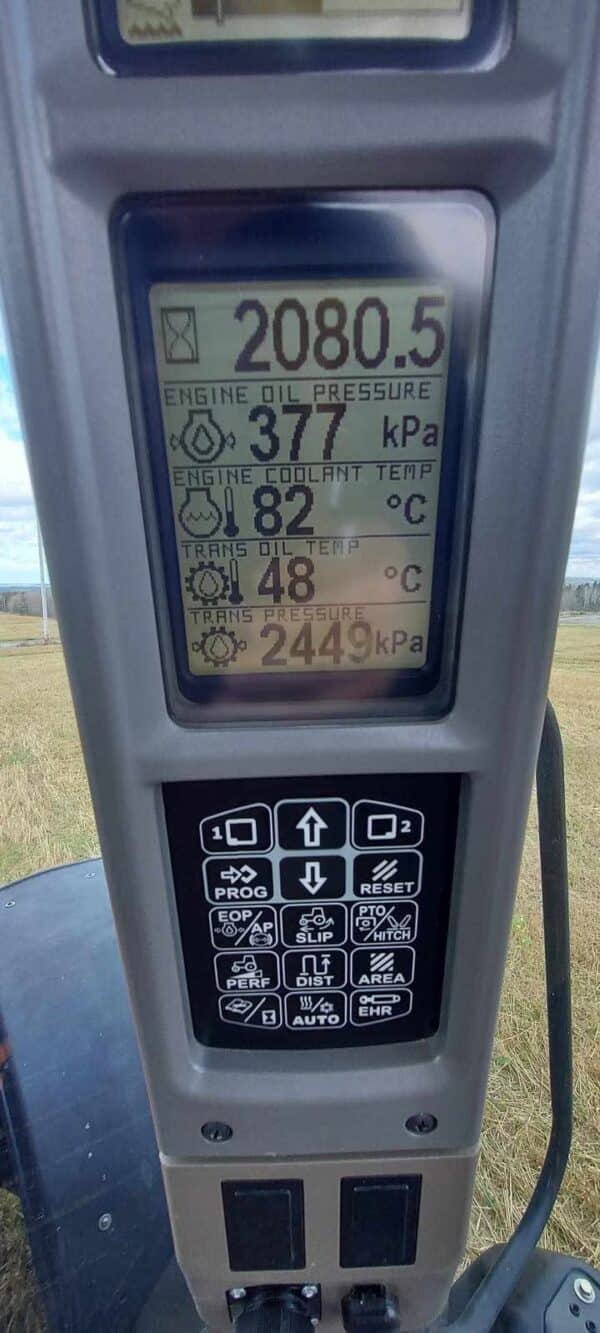 2080.5
ENGINE OIL PRESSURE
377 kPa
ENGINE COOLANT TEMP
82 °C
TRANS OIL TEMP
48 °C
TRANS PRESSURE
2449 kPa
1 2
PROG RESET
EOP AP SLIP PTO HITCH
PERF DIST AREA
AUTO EHR